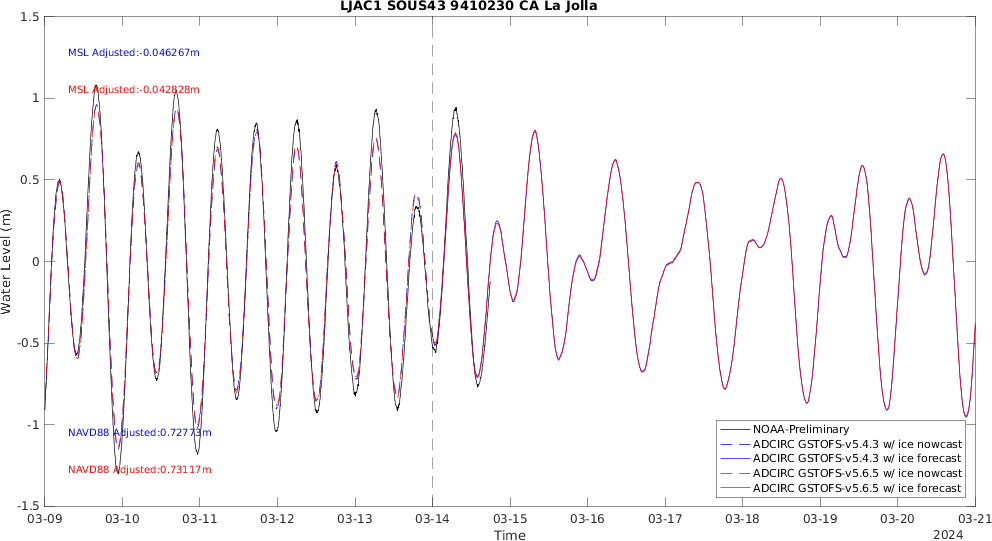 LJAC1 SOUS43 9410230 CA La Jolla
1.5
MSL Adjusted:-0.046267m
MSL Adjusted:-0.042828m
1
0.5
0
-0.5
-1
-1.5
Water Level (m)
NAVD88 Adjusted:0.72773m
NAVD88 Adjusted:0.73117m
NOAA-Preliminary
ADCIRC GSTOFS-v5.4.3 w/ ice nowcast
ADCIRC GSTOFS-v5.4.3 w/ ice forecast
ADCIRC GSTOFS-v5.6.5 w/ ice nowcast
ADCIRC GSTOFS-v5.6.5 w/ ice forecast
03-09 03-10 03-11 03-12 03-13 03-14 03-15 03-16 03-17 03-18 03-19 03-20 03-21
Time
2024